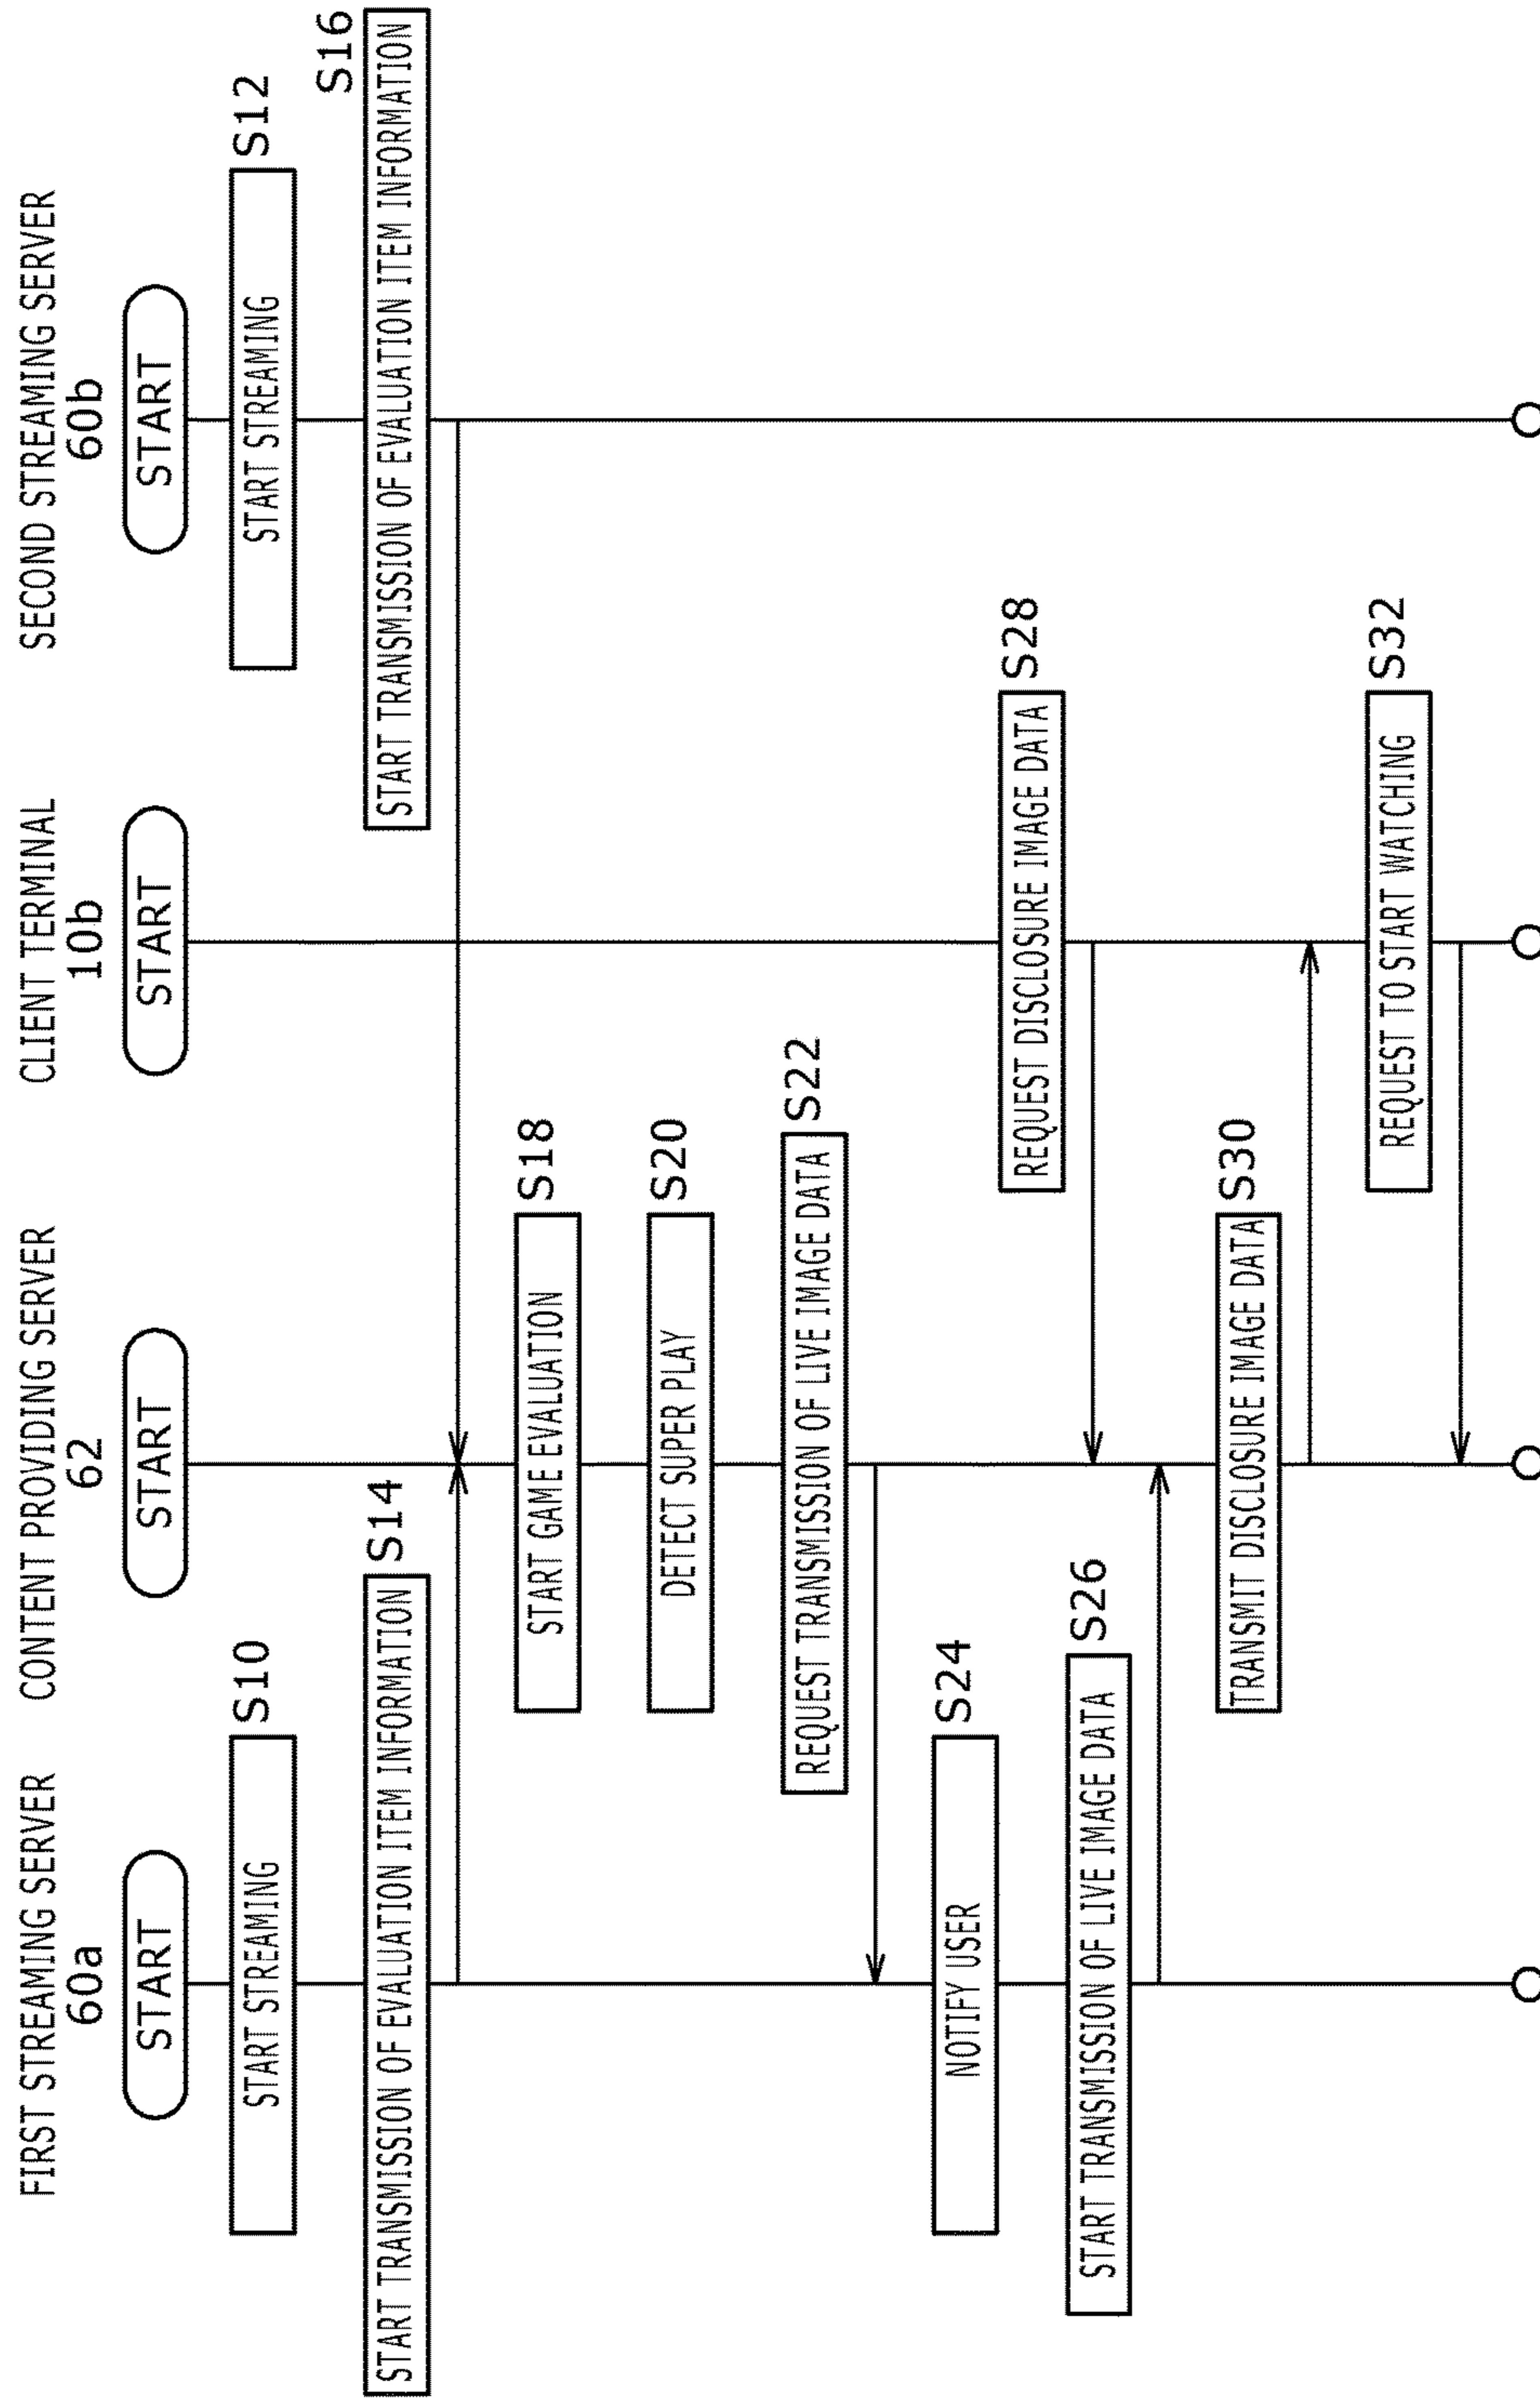 FIRST STREAMING SERVER
60a
START
CONTENT PROVIDING SERVER
62
START
CLIENT TERMINAL
10b
START
SECOND STREAMING SERVER
60b
START
START STREAMING
S10
START STREAMING
S12
START TRANSMISSION OF EVALUATION ITEM INFORMATION
S14
START TRANSMISSION OF EVALUATION ITEM INFORMATION
S16
START GAME EVALUATION
S18
DETECT SUPER PLAY
S20
REQUEST TRANSMISSION OF LIVE IMAGE DATA
S22
NOTIFY USER
S24
REQUEST DISCLOSURE IMAGE DATA
S28
START TRANSMISSION OF LIVE IMAGE DATA
S26
TRANSMIT DISCLOSURE IMAGE DATA
S30
REQUEST TO START WATCHING
S32